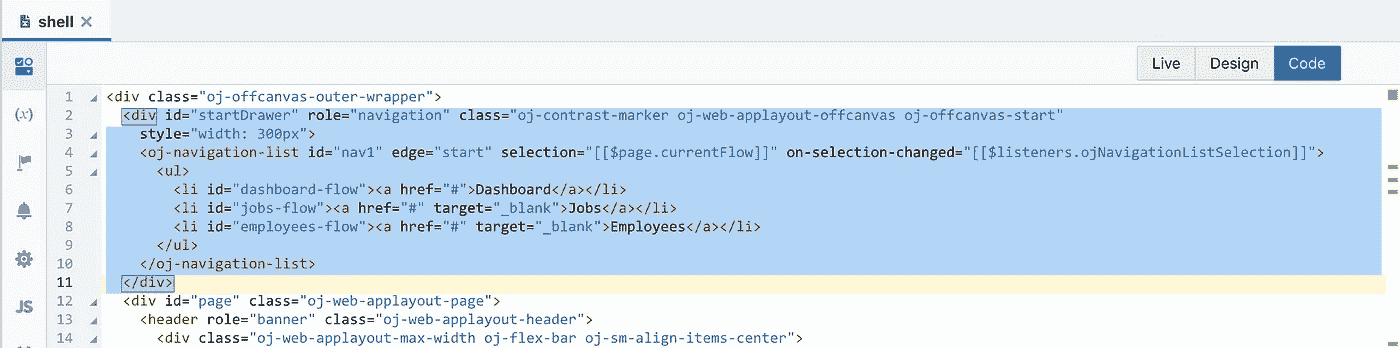 shell
Live Design Code
1 <div class="oj-offcanvas-outer-wrapper">
2 <div id="startDrawer" role="navigation" class="oj-contrast-marker oj-web-applayout-offcanvas oj-offcanvas-start"
3 style="width: 300px">
4 <oj-navigation-list id="nav1" edge="start" selection="[[$page.currentFlow]]" on-selection-changed="[[$listeners.ojNavigationListSelection]]">
5 <ul>
6 <li id="dashboard-flow"><a href="#">Dashboard</a></li>
7 <li id="jobs-flow"><a href="#" target="_blank">Jobs</a></li>
8 <li id="employees-flow"><a href="#" target="_blank">Employees</a></li>
9 </ul>
10 </oj-navigation-list>
11 </div>
12 <div id="page" class="oj-web-applayout-page">
13 <header role="banner" class="oj-web-applayout-header">
14 <div class="oj-web-applayout-max-width oj-flex-bar oj-sm-align-items-center">
(x)
JS